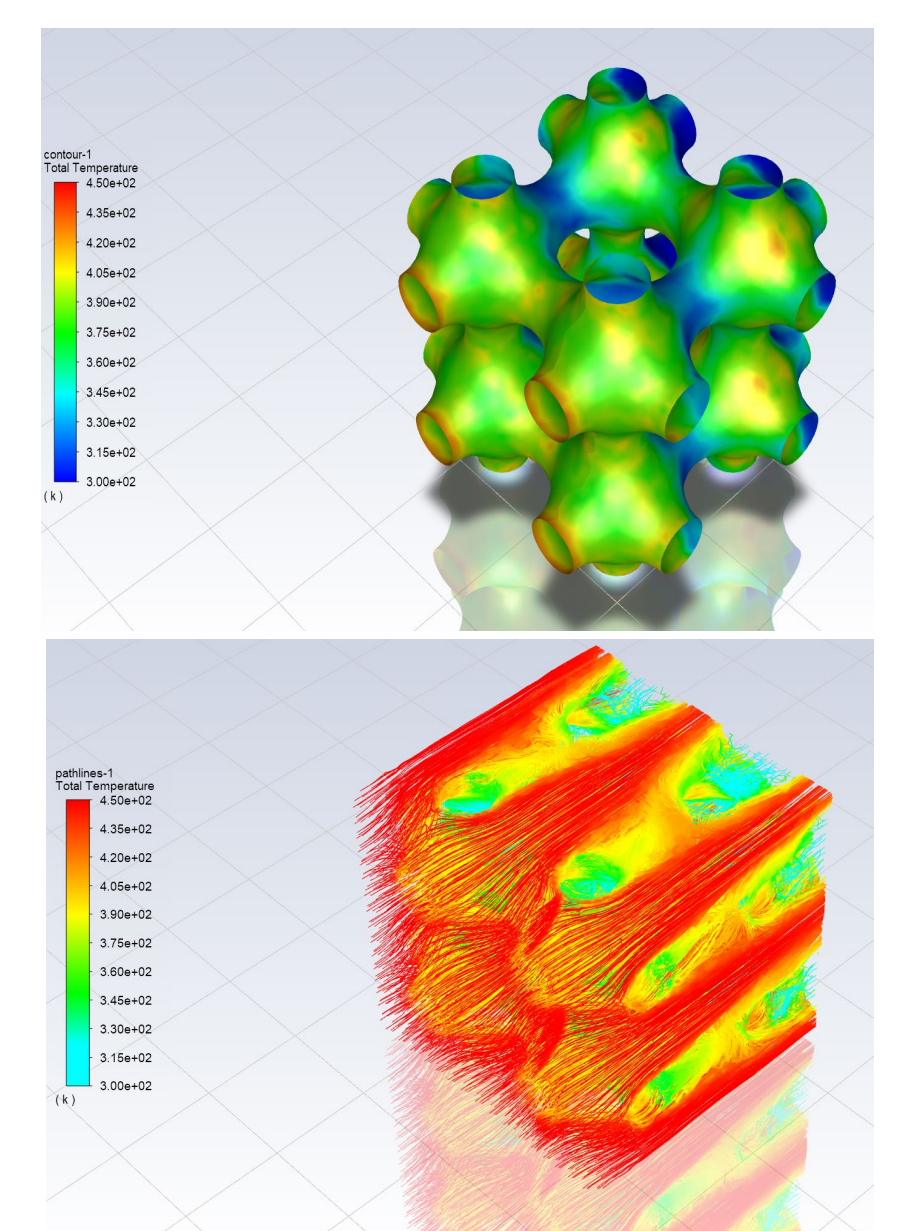 contour-1
Total Temperature
4.50e+02
4.35e+02
4.20e+02
4.05e+02
3.90e+02
3.75e+02
3.60e+02
3.45e+02
3.30e+02
3.15e+02
3.00e+02
( k )
pathlines-1
Total Temperature
4.50e+02
4.35e+02
4.20e+02
4.05e+02
3.90e+02
3.75e+02
3.60e+02
3.45e+02
3.30e+02
3.15e+02
3.00e+02
( k )